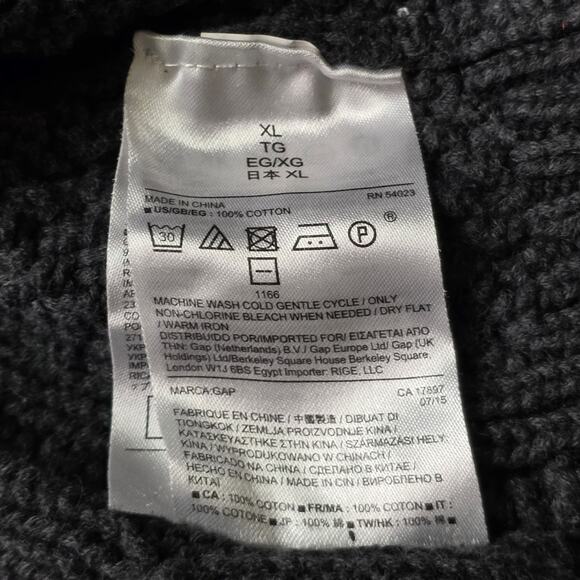 XL
TG
EG/XG
日本 XL
MADE IN CHINA RN 54023
■ US/GB/EG : 100% COTTON
30 P ®
1166
MACHINE WASH COLD GENTLE CYCLE / ONLY
NON-CHLORINE BLEACH WHEN NEEDED / DRY FLAT
/ WARM IRON
DISTRIBUIDO POR/IMPORTED FOR/ ΕΙΣΑΓΕΤΑΙ ΑΠΟ
ΤΗΝ: Gap (Netherlands) B.V./ Gap Europe Ltd/ Gap (UK
Holdings) Ltd/Berkeley Square House Berkeley Square,
London W1J 6BS Egypt Importer: RIGE, LLC
MARCA:GAP CA 17897
07/15
FABRIQUE EN CHINE / 中國製造 / DIBUAT DI
TIONGKOK / ZEMLJA PROIZVODNJE KINA /
ΚΑΤΑΣΚΕΥΑΣΤΗΚΕ ΣΤΗΝ ΚΙΝΑ / SZÁRMAZÁSI HELY:
KÍNA / WYPRODUKOWANO W CHINACH /
FABRICADO NA CHINA / СДЕЛАНО В КИТАЕ /
HECHO EN CHINA / MADE IN CIN / ВИРОБЛЕНО В
КИТАЇ
■ CA : 100% COTON ■ FR/MA : 100% COTON ■ IT :
100% COTONE ■ JP : 100% 綿 ■ TW/HK : 100% 棉 ■